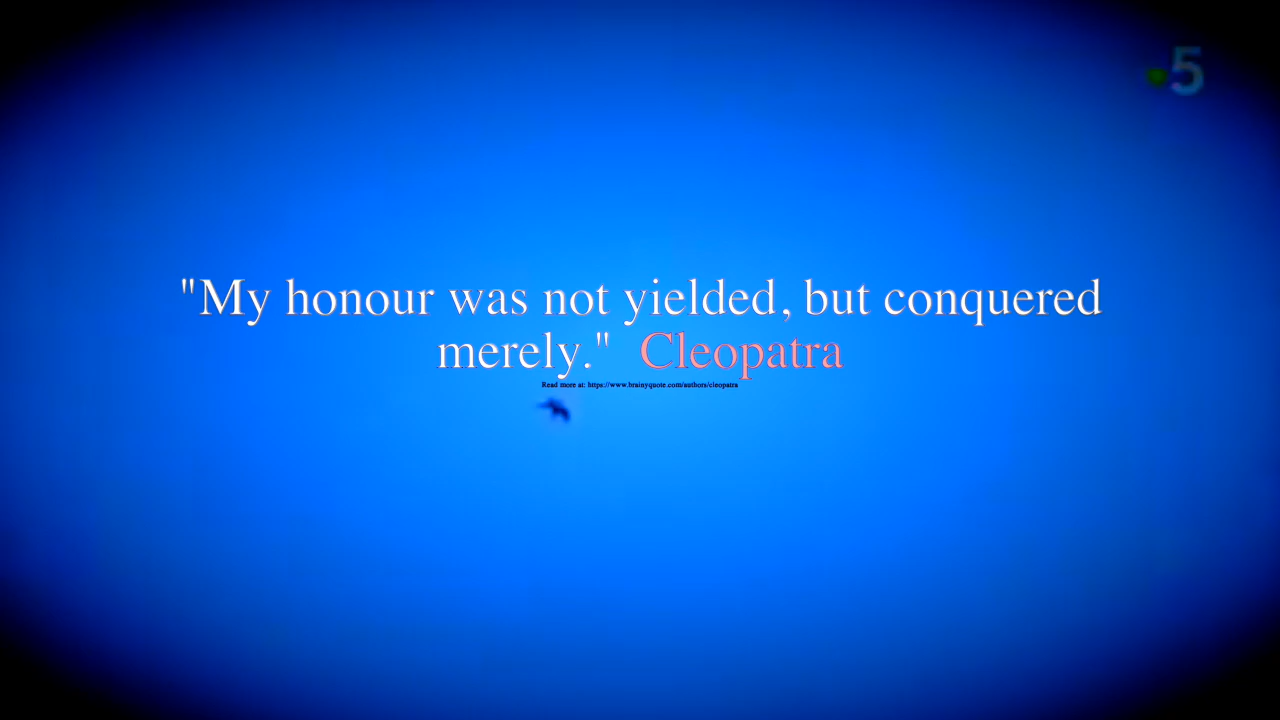 5
"My honour was not yielded, but conquered
merely."  Cleopatra
Read more at: https://www.brainyquote.com/authors/cleopatra